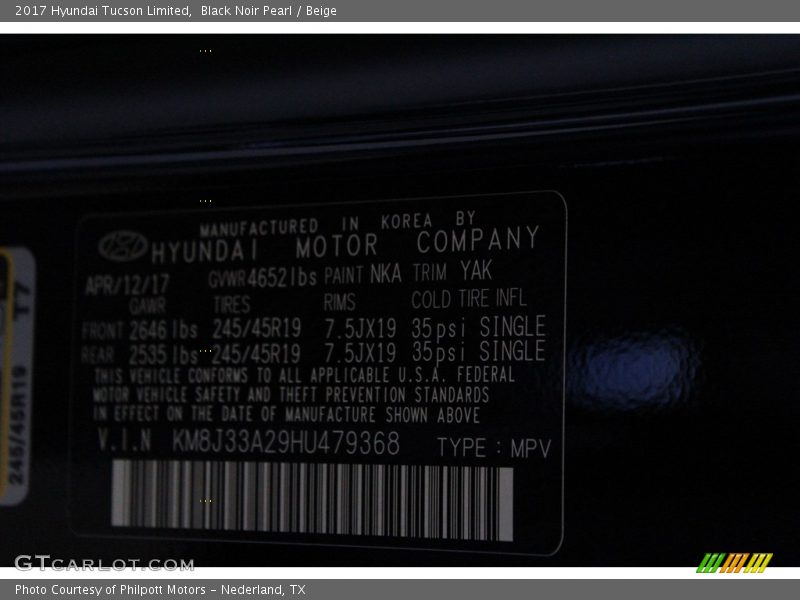 2017 Hyundai Tucson Limited, Black Noir Pearl / Beige
MANUFACTURED IN KOREA BY
HYUNDAI MOTOR COMPANY
APR/12/17 GVWR4652lbs PAINT NKA TRIM YAK
GAWR TIRES RIMS COLD TIRE INFL
FRONT 2646 lbs 245/45R19 7.5JX19 35psi SINGLE
REAR 2535 lbs 245/45R19 7.5JX19 35psi SINGLE
THIS VEHICLE CONFORMS TO ALL APPLICABLE U.S.A. FEDERAL
MOTOR VEHICLE SAFETY AND THEFT PREVENTION STANDARDS
IN EFFECT ON THE DATE OF MANUFACTURE SHOWN ABOVE
V.I.N KM8J33A29HU479368 TYPE : MPV
245/45R19 T7
GTCARLOT.COM
Photo Courtesy of Philpott Motors - Nederland, TX